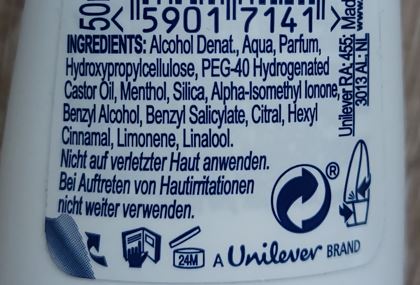 50
5901 7141
INGREDIENTS: Alcohol Denat., Aqua, Parfum,
Hydroxypropylcellulose, PEG-40 Hydrogenated
Castor Oil, Menthol, Silica, Alpha-Isomethyl Ionone,
Benzyl Alcohol, Benzyl Salicylate, Citral, Hexyl
Cinnamal, Limonene, Linalool.
Nicht auf verletzter Haut anwenden.
Bei Auftreten von Hautirritationen
nicht weiter verwenden.
Unilever RA: 455: Made
3013 AL-NL
®
24M
A Unilever BRAND